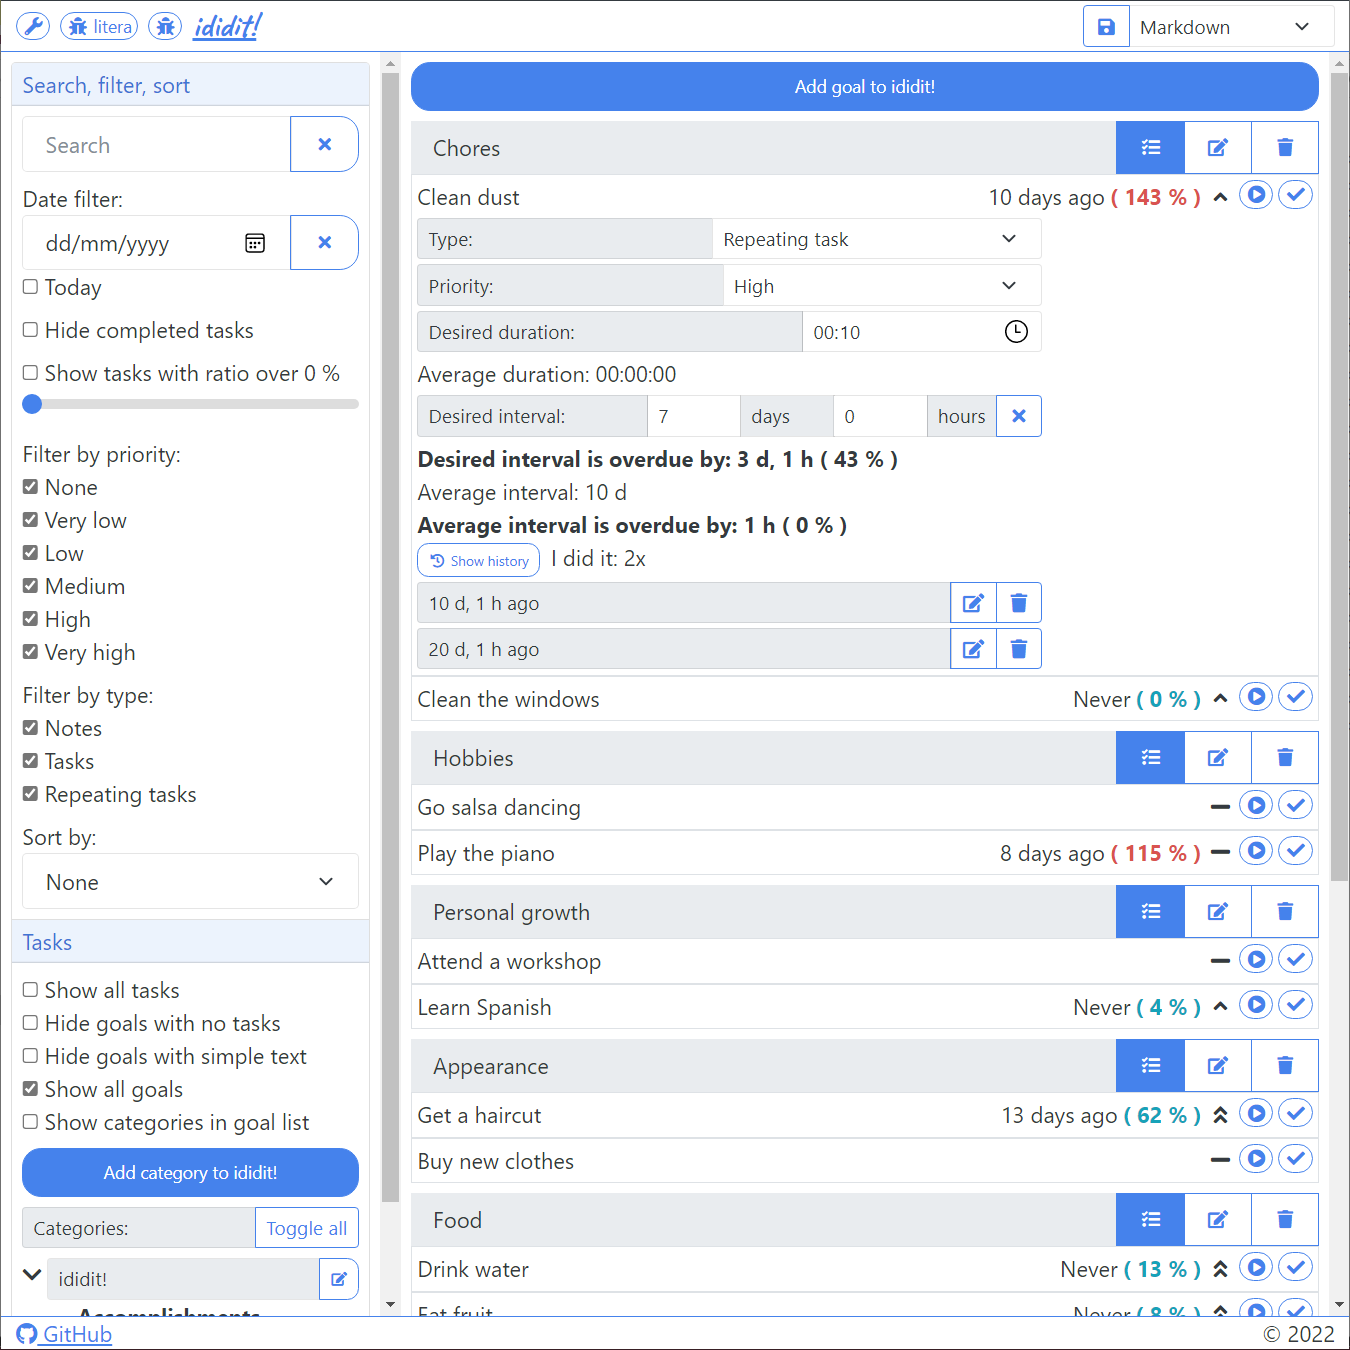 litera
ididit!
Markdown
Search, filter, sort
Search
Date filter:
dd/mm/yyyy
Today
Hide completed tasks
Show tasks with ratio over 0 %
Filter by priority:
None
Very low
Low
Medium
High
Very high
Filter by type:
Notes
Tasks
Repeating tasks
Sort by:
None
Tasks
Show all tasks
Hide goals with no tasks
Hide goals with simple text
Show all goals
Show categories in goal list
Add category to ididit!
Categories:
Toggle all
ididit!
Accomplishments
Add goal to ididit!
Chores
Clean dust
10 days ago ( 143 % )
Type:
Repeating task
Priority:
High
Desired duration:
00:10
Average duration: 00:00:00
Desired interval:
7
days
0
hours
Desired interval is overdue by: 3 d, 1 h ( 43 % )
Average interval: 10 d
Average interval is overdue by: 1 h ( 0 % )
Show history
I did it: 2x
10 d, 1 h ago
20 d, 1 h ago
Clean the windows
Never ( 0 % )
Hobbies
Go salsa dancing
Play the piano
8 days ago ( 115 % )
Personal growth
Attend a workshop
Learn Spanish
Never ( 4 % )
Appearance
Get a haircut
13 days ago ( 62 % )
Buy new clothes
Food
Drink water
Never ( 13 % )
Eat fruit
Never ( 8 % )
GitHub
© 2022